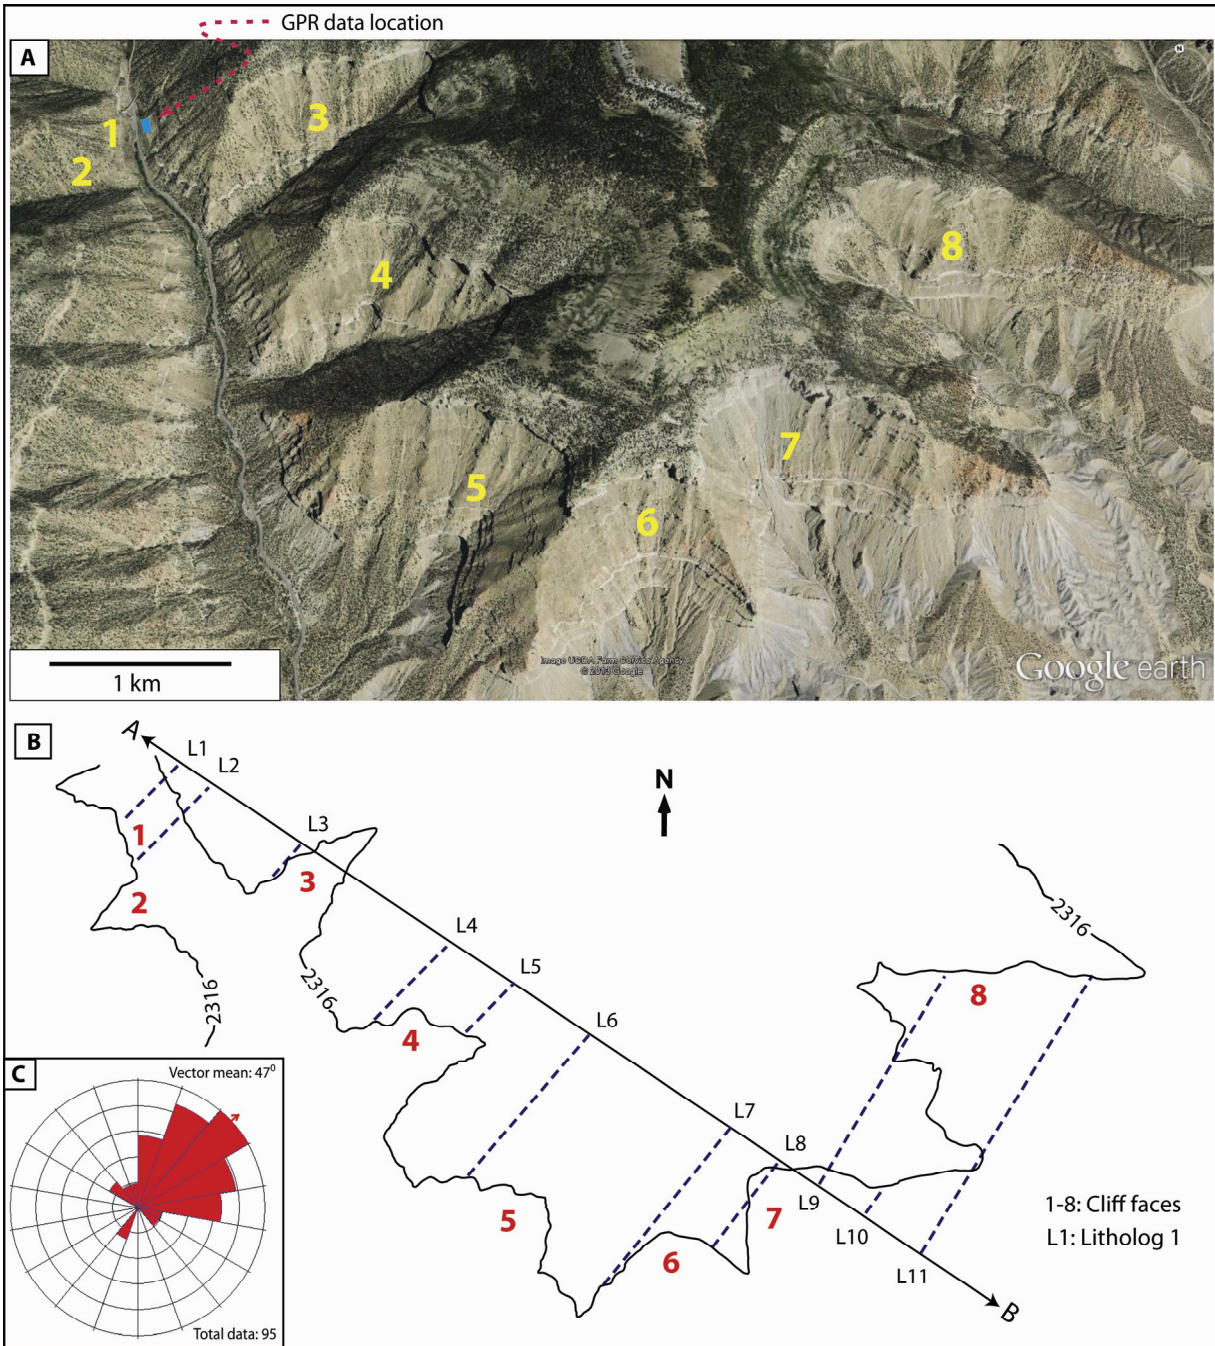 GPR data location
A
N
3
1
2
8
4
7
5
6
Image USDA Farm Service Agency
© 2013 Google
Google earth
1 km
B
A
L1
L2
N
L3
1
3
2
2316
L4
L5
2316
2316
8
4
L6
C
Vector mean: 47⁰
L7
L8
L9
7
5
1-8: Cliff faces
L10
L1: Litholog 1
6
L11
B
Total data: 95